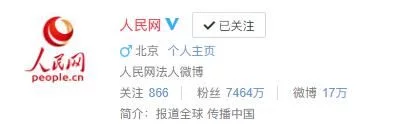 人民网
people.cn
人民网 V 已关注
北京 个人主页
人民网法人微博
关注 866 粉丝 7464万 微博 17万
简介：报道全球 传播中国